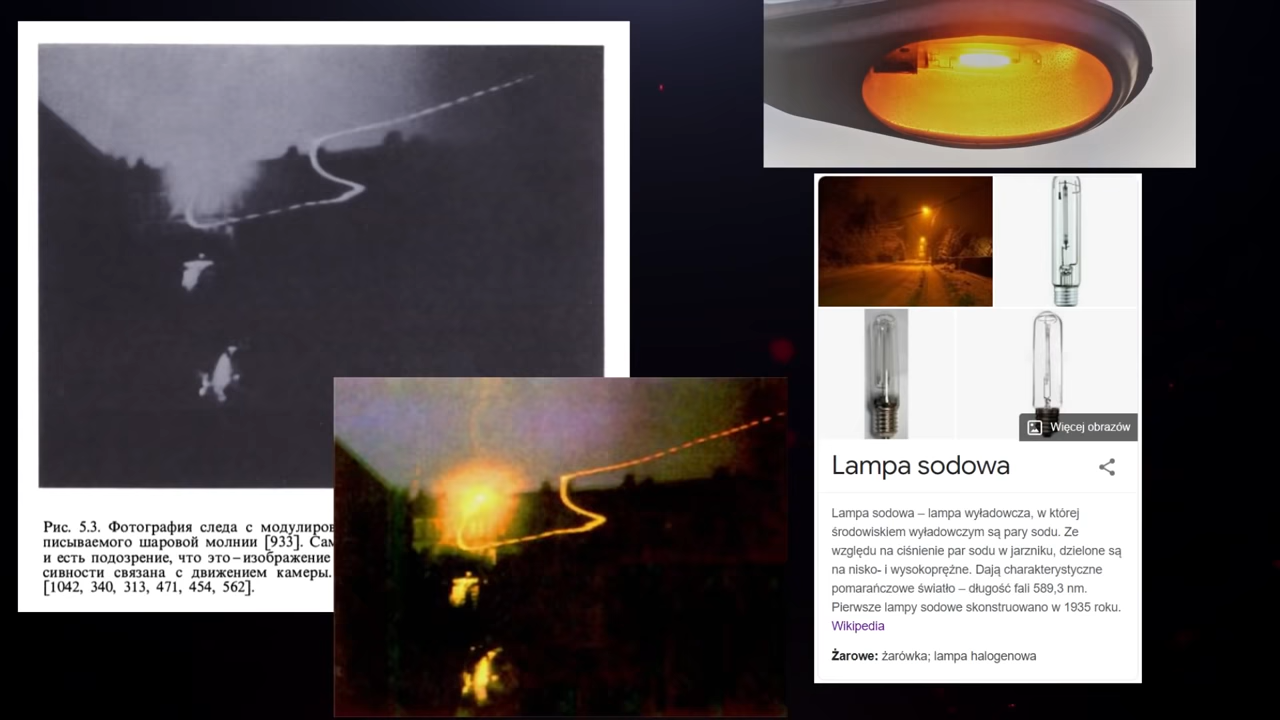 Рис. 5.3. Фотография следа с
писываемого шаровой молнии [933].
и есть подозрение, что это – изображение
сивности связана с движением камеры.
[1042, 340, 313, 471, 454, 562].
Więcej obrazów
Lampa sodowa
Lampa sodowa – lampa wyładowcza, w której
środowiskiem wyładowczym są pary sodu. Ze
względu na ciśnienie par sodu w jarzniku, dzielone są
na nisko- i wysokoprężne. Dają charakterystyczne
pomarańczowe światło – długość fali 589,3 nm.
Pierwsze lampy sodowe skonstruowano w 1935 roku.
Wikipedia
Żarowe: żarówka; lampa halogenowa